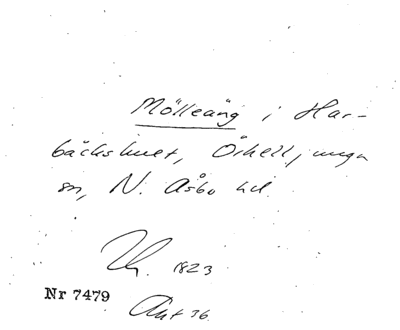 Mölleäng i Har-
bäckshult, Örkelljunga
sn, N. Åsbo hd.
1823
Nr 7479